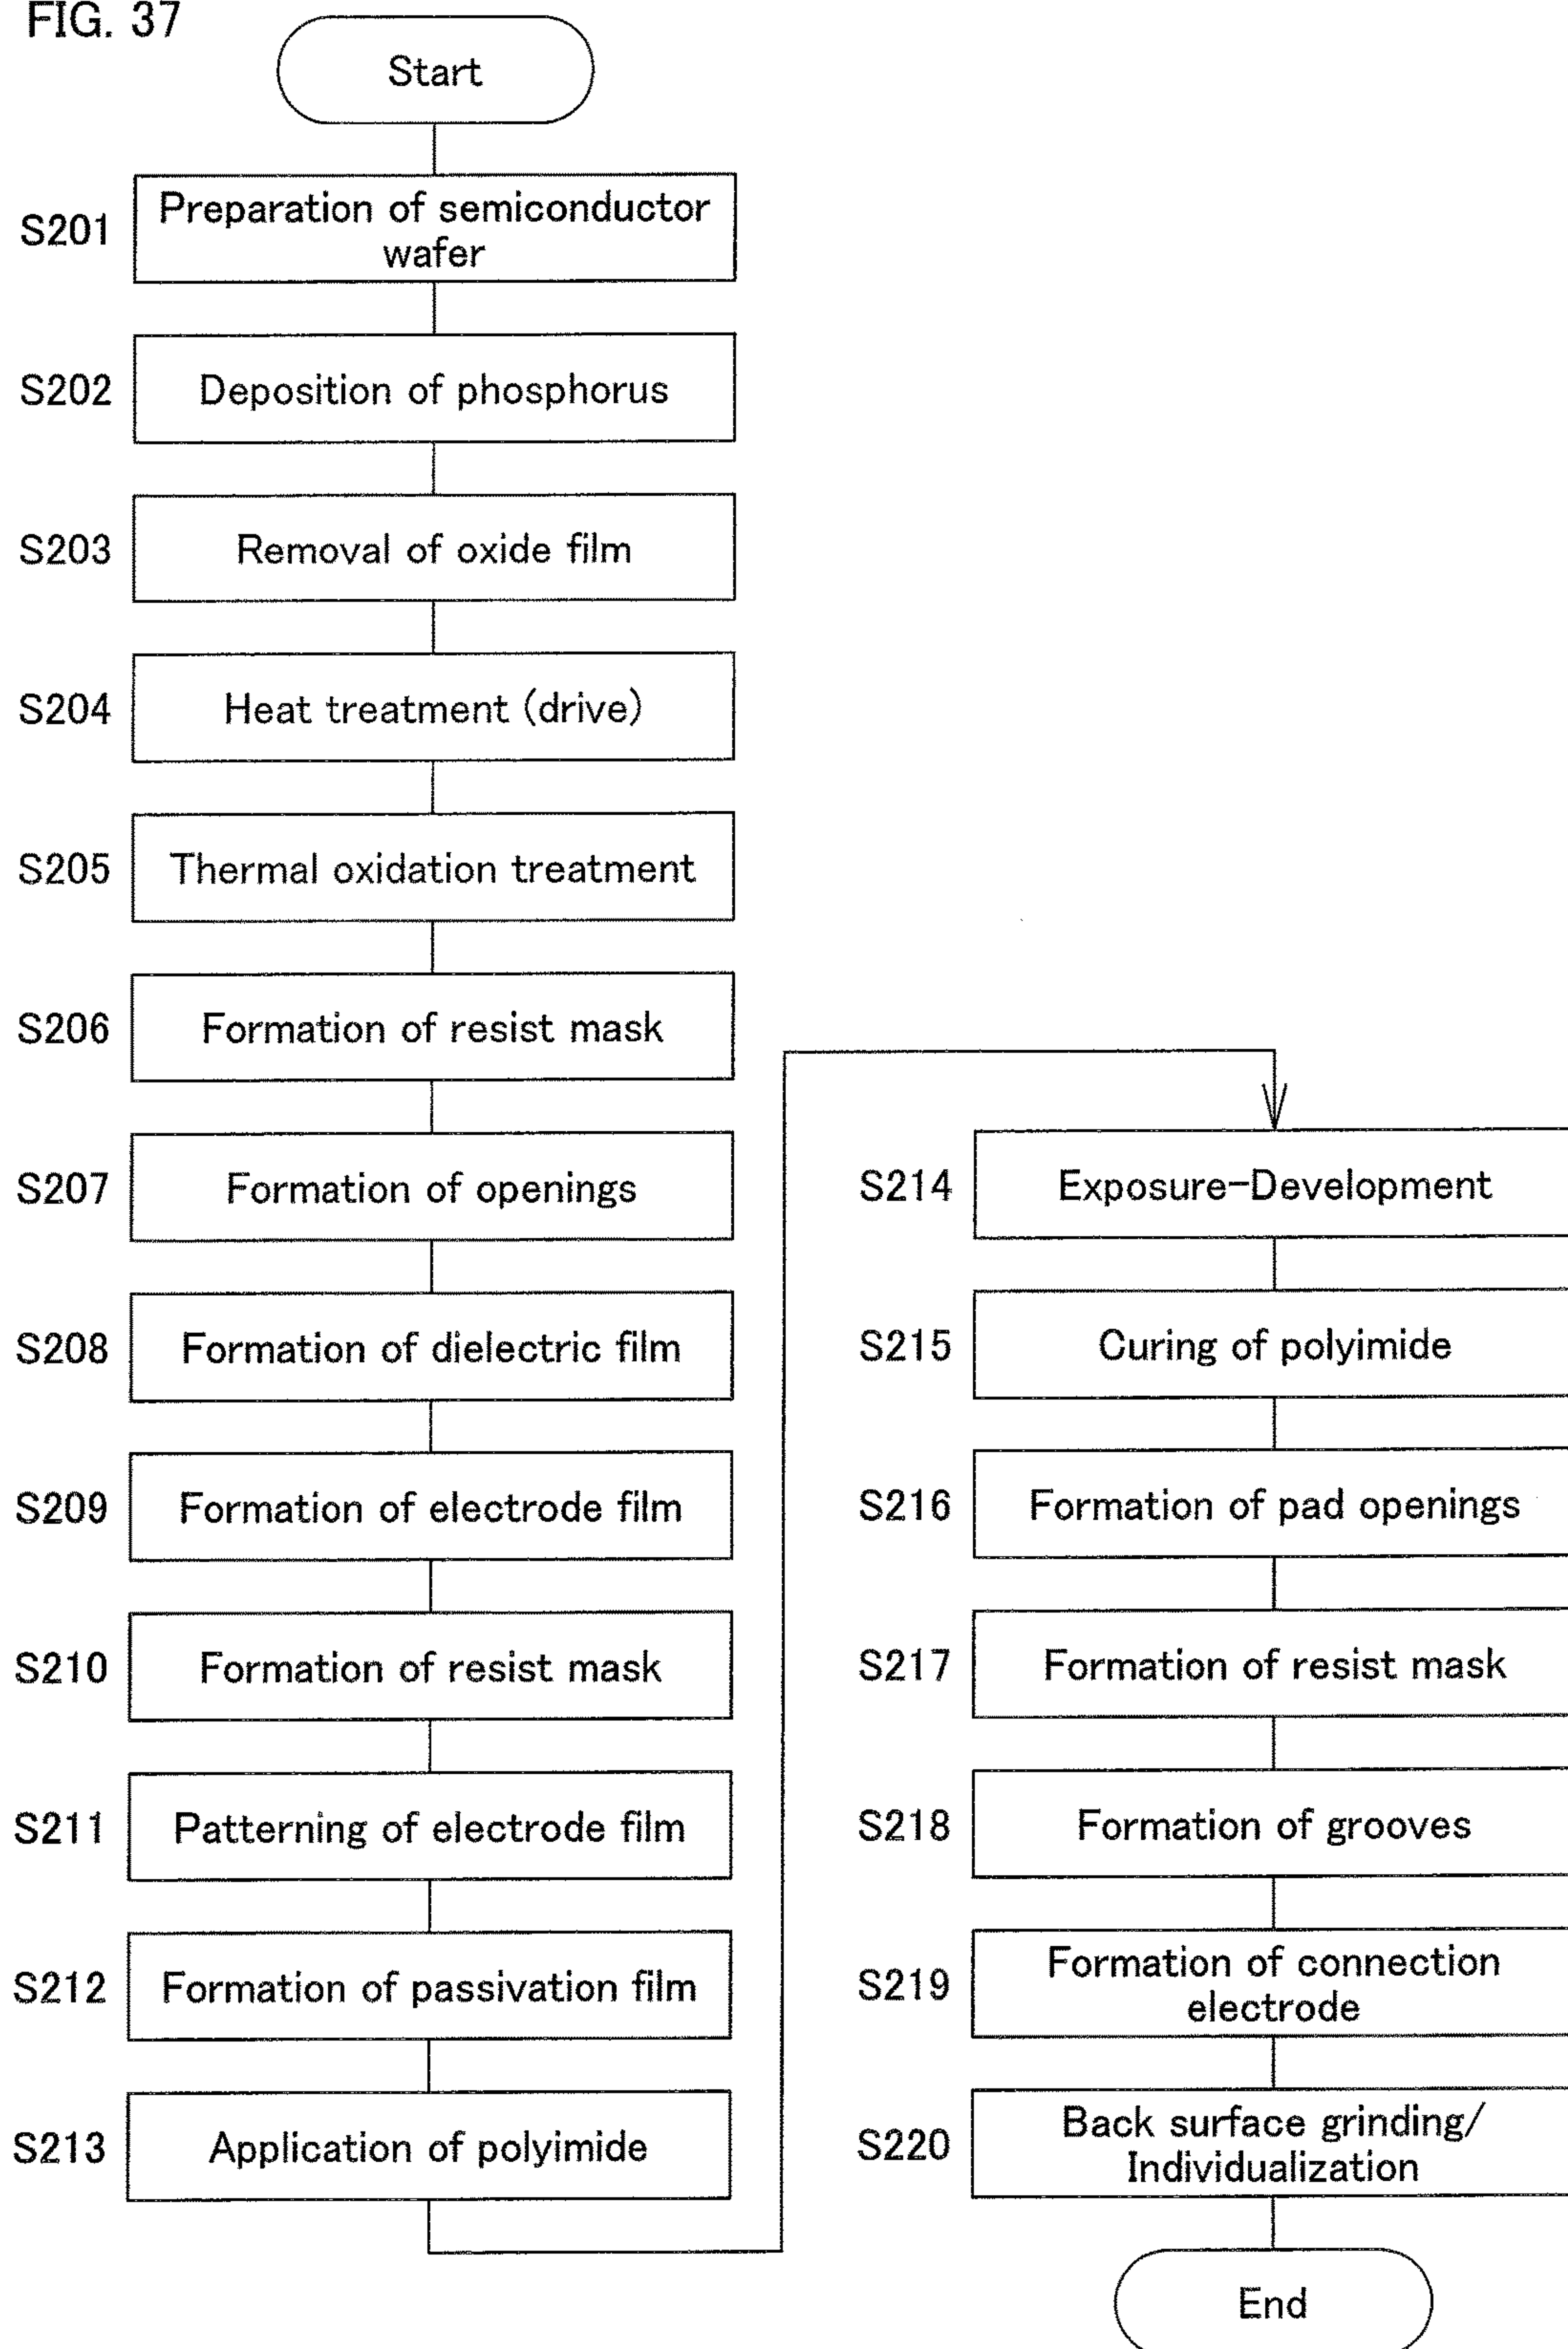 FIG. 37
Start
S201
Preparation of semiconductor
wafer
S202
Deposition of phosphorus
S203
Removal of oxide film
S204
Heat treatment (drive)
S205
Thermal oxidation treatment
S206
Formation of resist mask
S207
Formation of openings
S208
Formation of dielectric film
S209
Formation of electrode film
S210
Formation of resist mask
S211
Patterning of electrode film
S212
Formation of passivation film
S213
Application of polyimide
S214
Exposure-Development
S215
Curing of polyimide
S216
Formation of pad openings
S217
Formation of resist mask
S218
Formation of grooves
S219
Formation of connection
electrode
S220
Back surface grinding/
Individualization
End